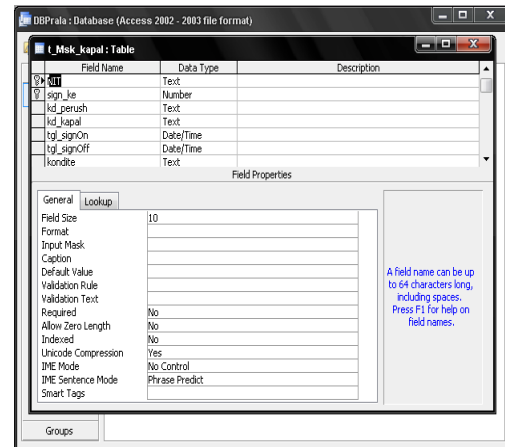 DBPrala : Database (Access 2002 - 2003 file format)
t_Msk_kapal : Table
Field Name Data Type Description
NIT Text
sign_ke Number
kd_perush Text
kd_kapal Text
tgl_signOn Date/Time
tgl_signOff Date/Time
kondite Text
Field Properties
General Lookup
Field Size 10
Format
Input Mask
Caption
Default Value
Validation Rule
Validation Text
Required No
Allow Zero Length No
Indexed No
Unicode Compression Yes
IME Mode No Control
IME Sentence Mode Phrase Predict
Smart Tags
A field name can be up
to 64 characters long,
including spaces.
Press F1 for help on
field names.
Groups